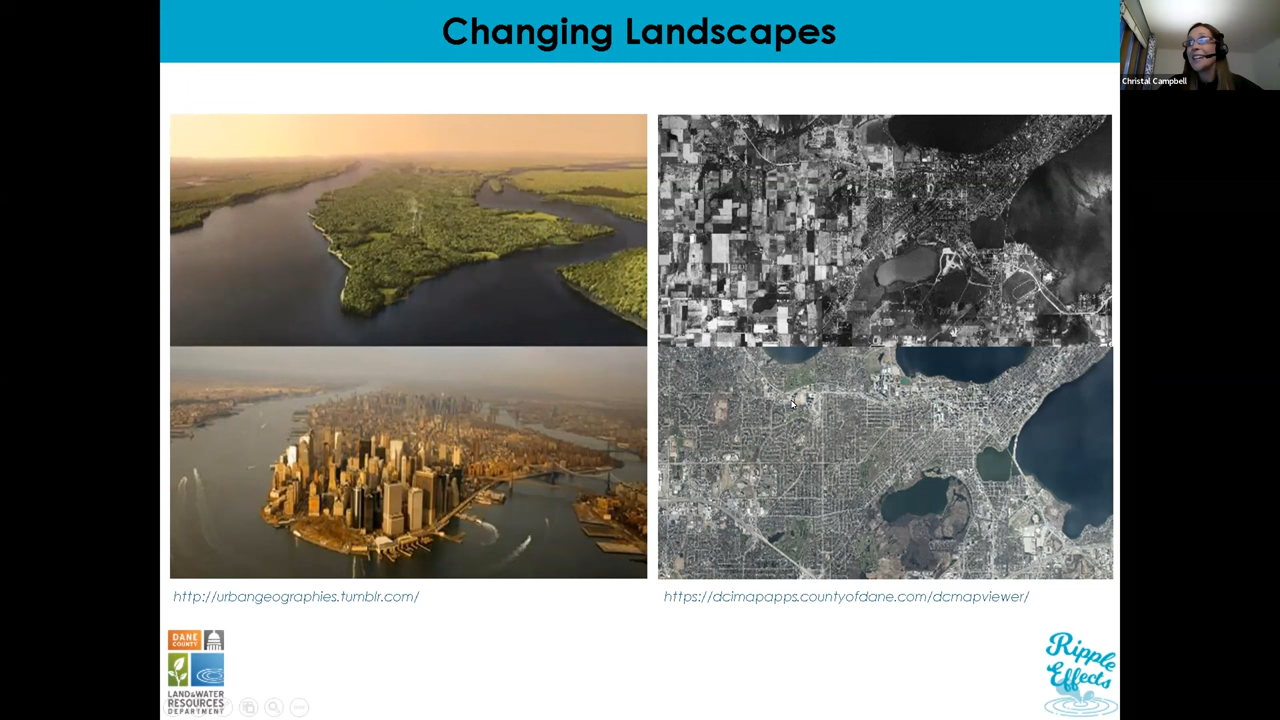 Changing Landscapes
Christal Campbell
http://urbangeographies.tumblr.com/
https://dcimapapps.countyofdane.com/dcmapviewer/
DANE
COUNTY
LAND&WATER
RESOURCES
DEPARTMENT
Ripple
Effects